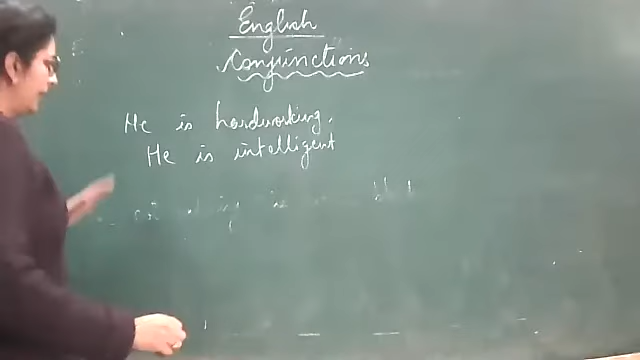 English
Conjunctions
He is hardworking.
He is intelligent